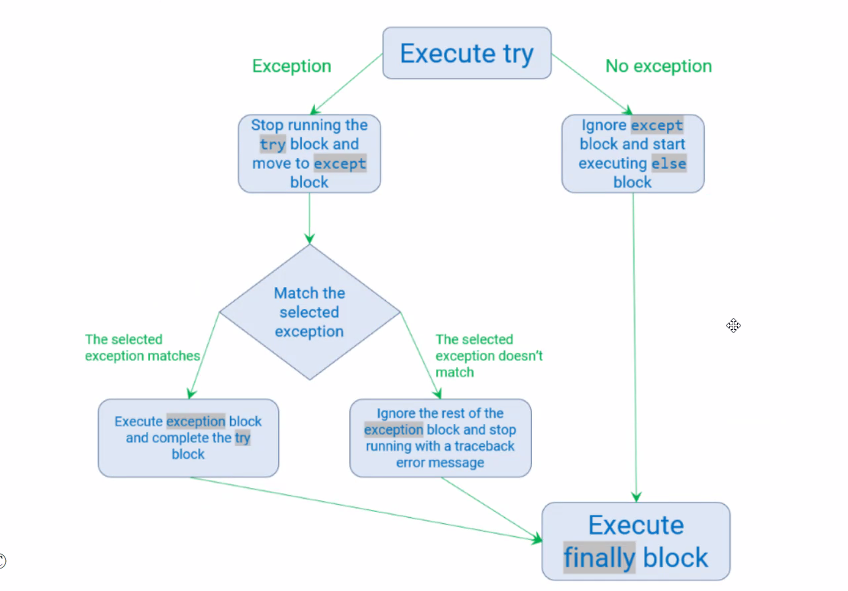 Execute try
Exception
No exception
Stop running the
try block and
move to except
block
Ignore except
block and start
executing else
block
Match the
selected
exception
The selected
exception matches
The selected
exception doesn't
match
Execute exception block
and complete the try
block
Ignore the rest of the
exception block and stop
running with a traceback
error message
Execute
finally block